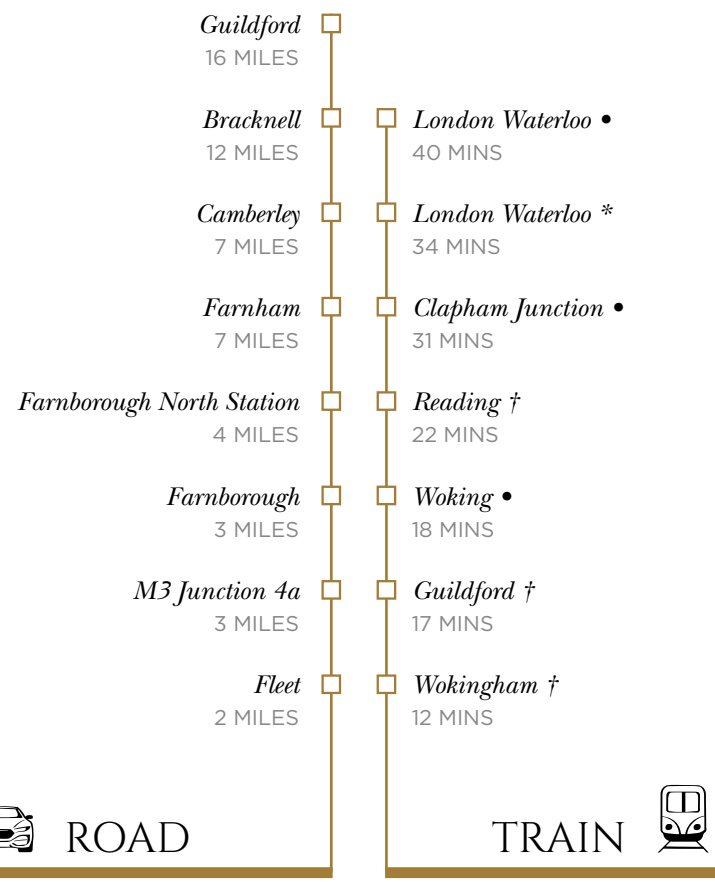 Guildford
16 MILES
Bracknell
12 MILES
Camberley
7 MILES
Farnham
7 MILES
Farnborough North Station
4 MILES
Farnborough
3 MILES
M3 Junction 4a
3 MILES
Fleet
2 MILES
ROAD
London Waterloo •
40 MINS
London Waterloo *
34 MINS
Clapham Junction •
31 MINS
Reading †
22 MINS
Woking •
18 MINS
Guildford †
17 MINS
Wokingham †
12 MINS
TRAIN